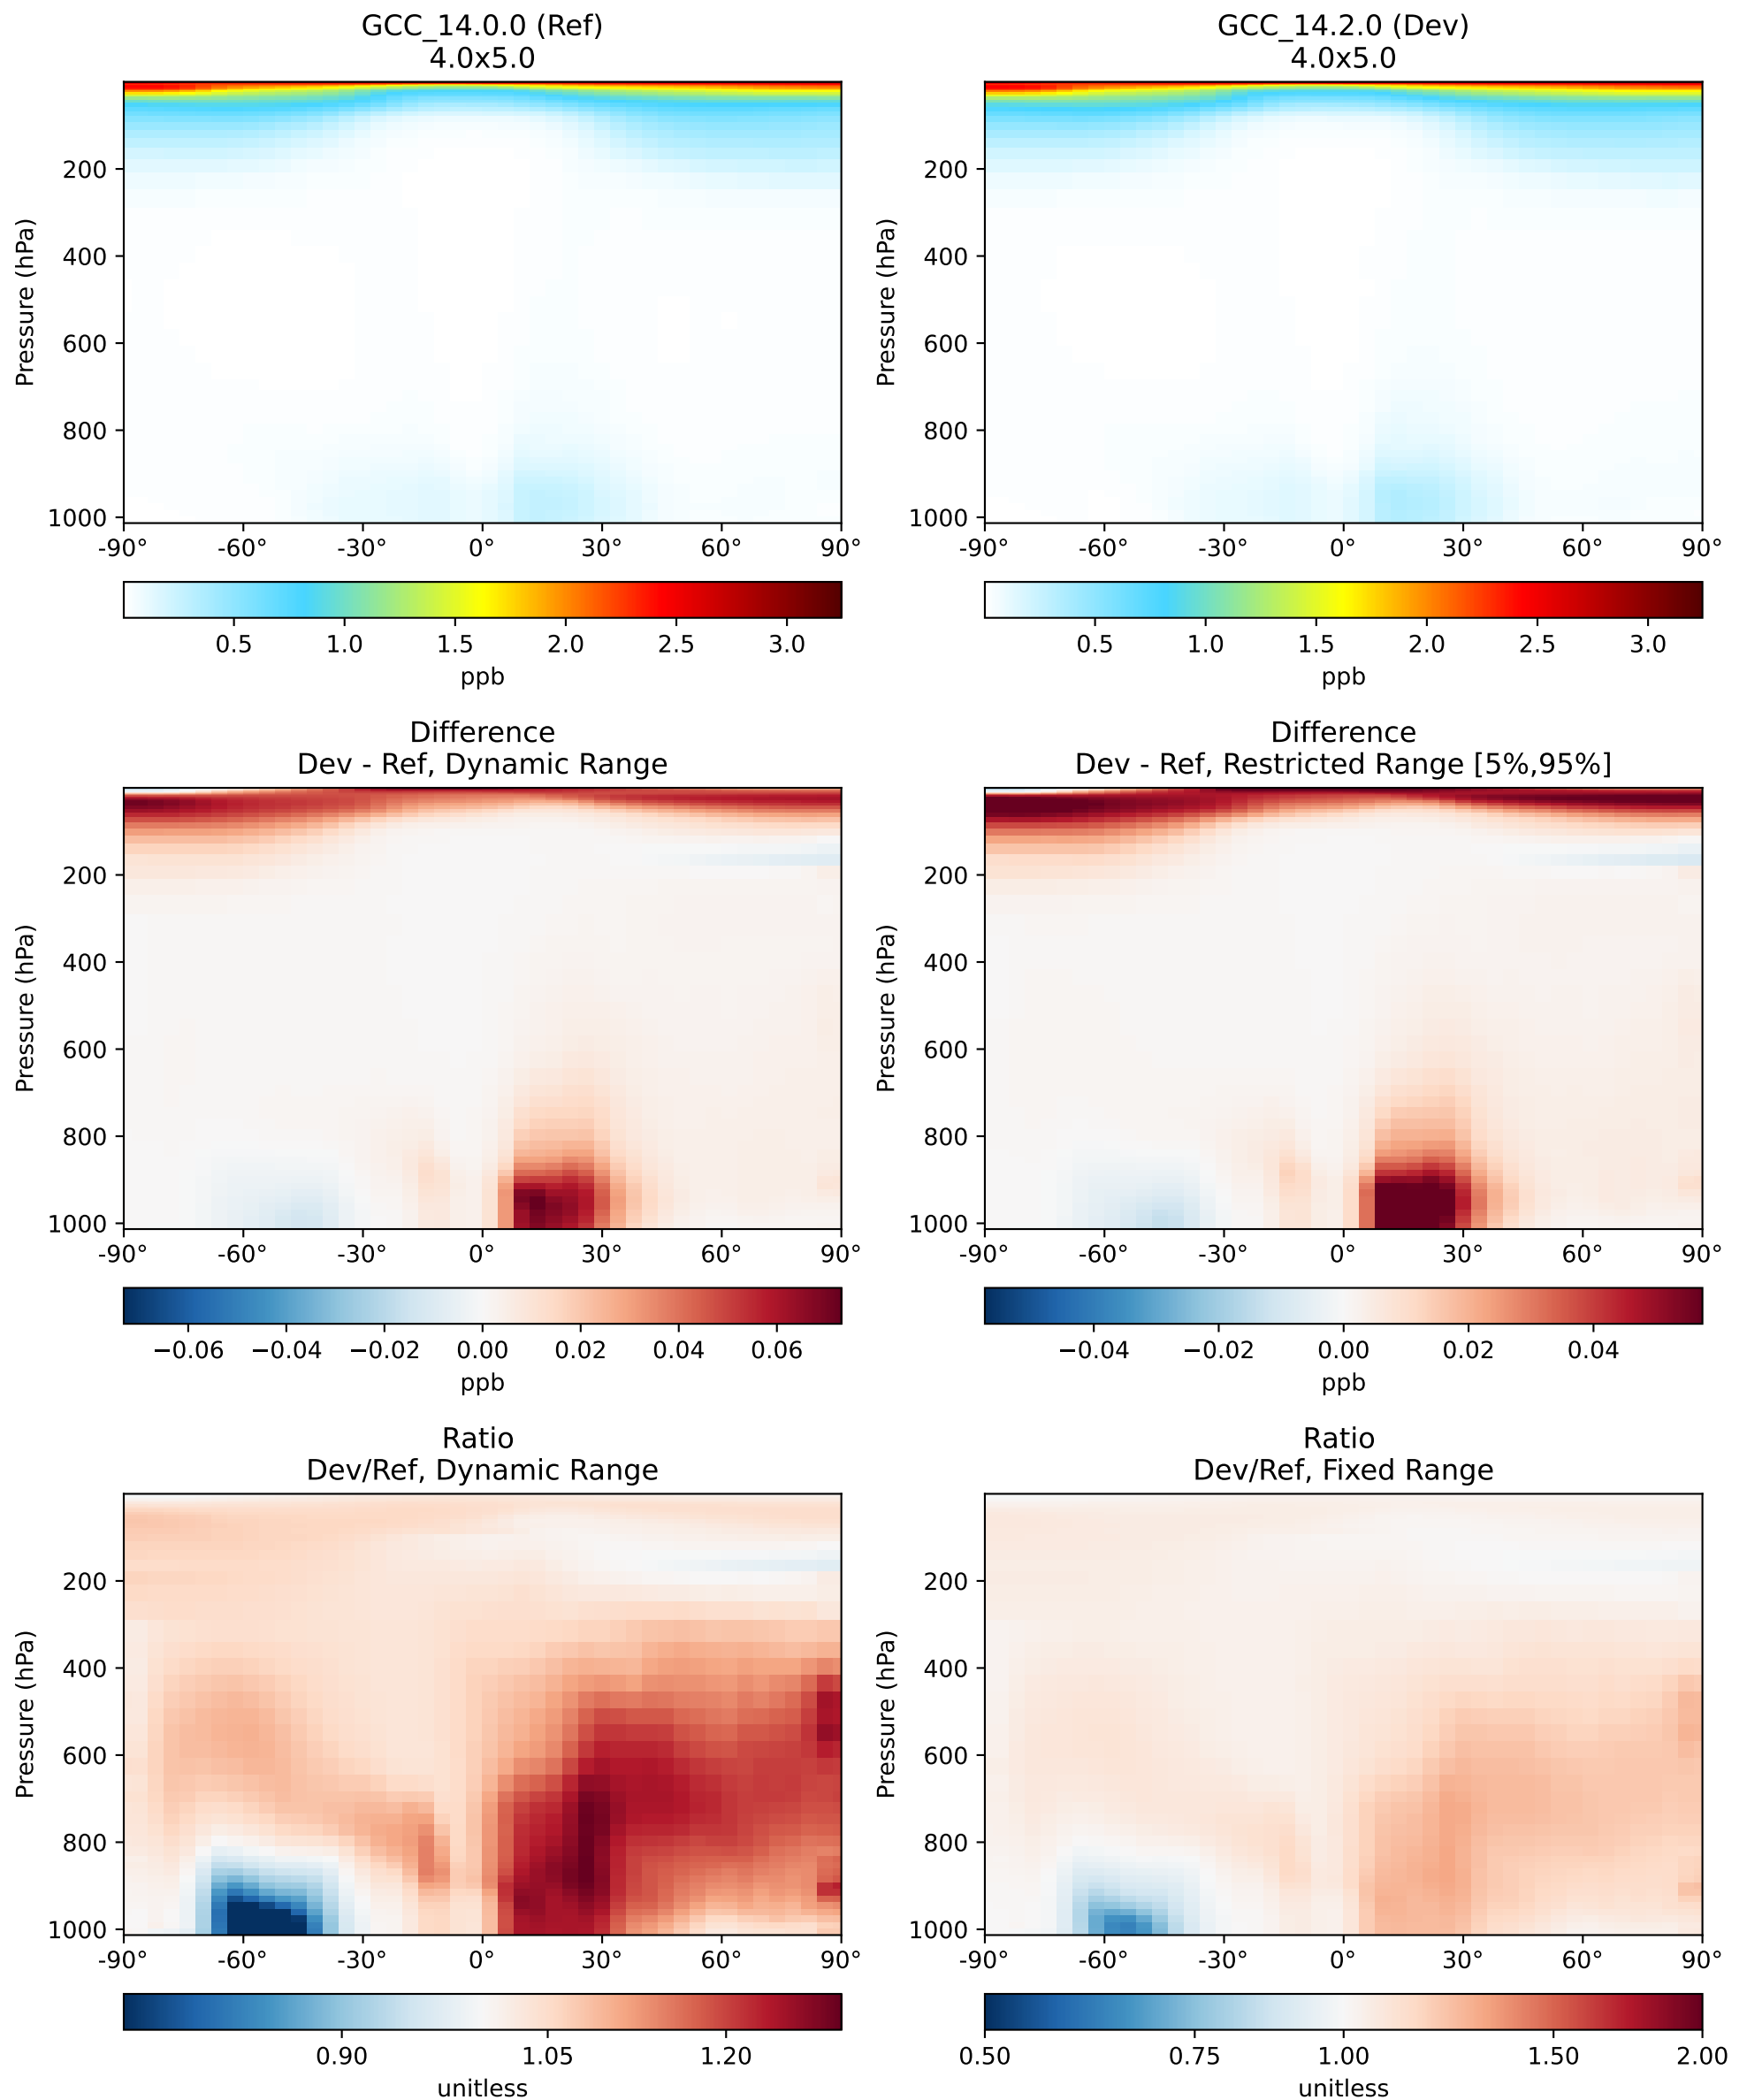 GCC_14.0.0 (Ref)
4.0x5.0
Pressure (hPa)
200
400
600
800
1000
-90° -60° -30° 0° 30° 60° 90°
0.5 1.0 1.5 2.0 2.5 3.0
ppb
GCC_14.2.0 (Dev)
4.0x5.0
Pressure (hPa)
200
400
600
800
1000
-90° -60° -30° 0° 30° 60° 90°
0.5 1.0 1.5 2.0 2.5 3.0
ppb
Difference
Dev - Ref, Dynamic Range
Pressure (hPa)
200
400
600
800
1000
-90° -60° -30° 0° 30° 60° 90°
−0.06 −0.04 −0.02 0.00 0.02 0.04 0.06
ppb
Difference
Dev - Ref, Restricted Range [5%,95%]
Pressure (hPa)
200
400
600
800
1000
-90° -60° -30° 0° 30° 60° 90°
−0.04 −0.02 0.00 0.02 0.04
ppb
Ratio
Dev/Ref, Dynamic Range
Pressure (hPa)
200
400
600
800
1000
-90° -60° -30° 0° 30° 60° 90°
0.90 1.05 1.20
unitless
Ratio
Dev/Ref, Fixed Range
Pressure (hPa)
200
400
600
800
1000
-90° -60° -30° 0° 30° 60° 90°
0.50 0.75 1.00 1.50 2.00
unitless